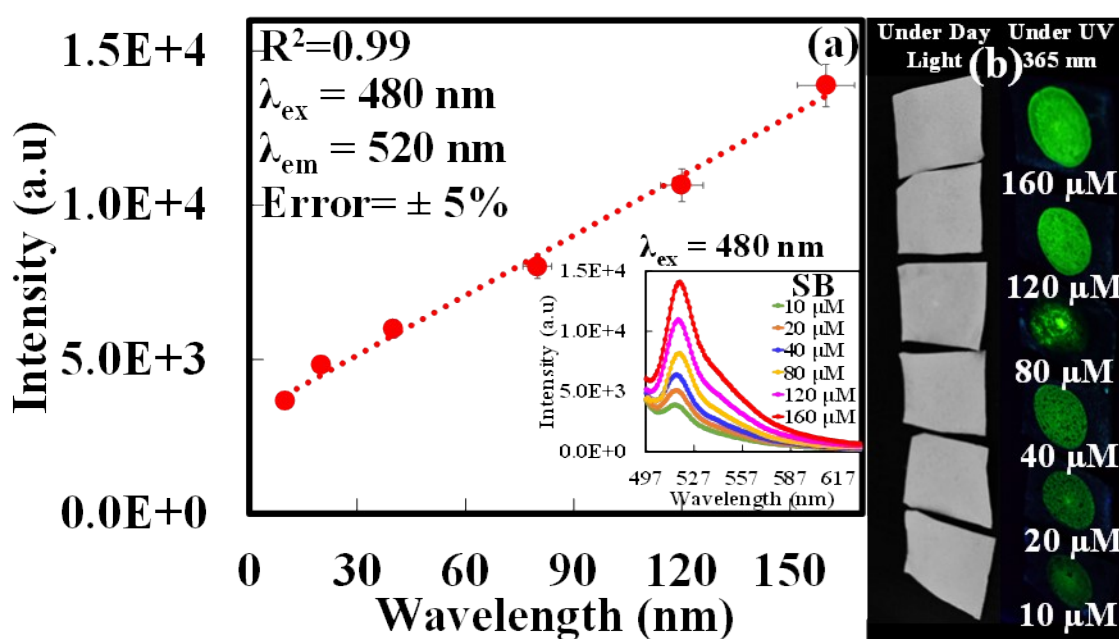 1.5E+4
1.0E+4
5.0E+3
0.0E+0
Intensity (a.u)
R²=0.99
λex = 480 nm
λem = 520 nm
Error= ± 5%
(a)
λex = 480 nm
1.5E+4
1.0E+4
5.0E+3
0.0E+0
Intensity (a.u)
SB
10 μM
20 μM
40 μM
80 μM
120 μM
160 μM
497 527 557 587 617
Wavelength (nm)
0 30 60 90 120 150
Wavelength (nm)
Under Day
Light
Under UV
365 nm
(b)
160 μM
120 μM
80 μM
40 μM
20 μM
10 μM